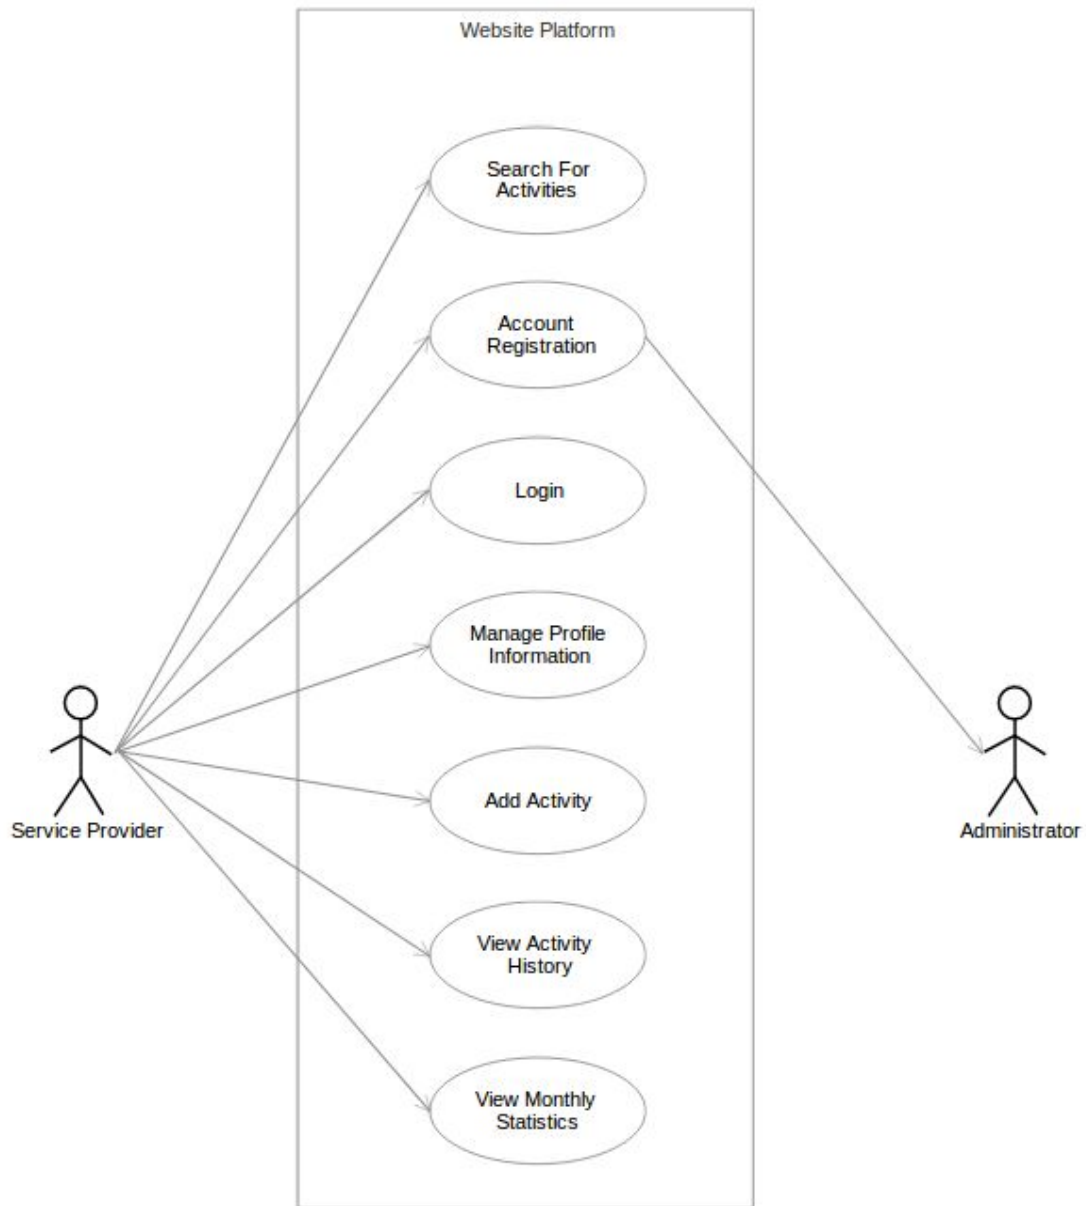 Website Platform
Search For
Activities
Account
Registration
Login
Manage Profile
Information
Service Provider
Administrator
Add Activity
View Activity
History
View Monthly
Statistics